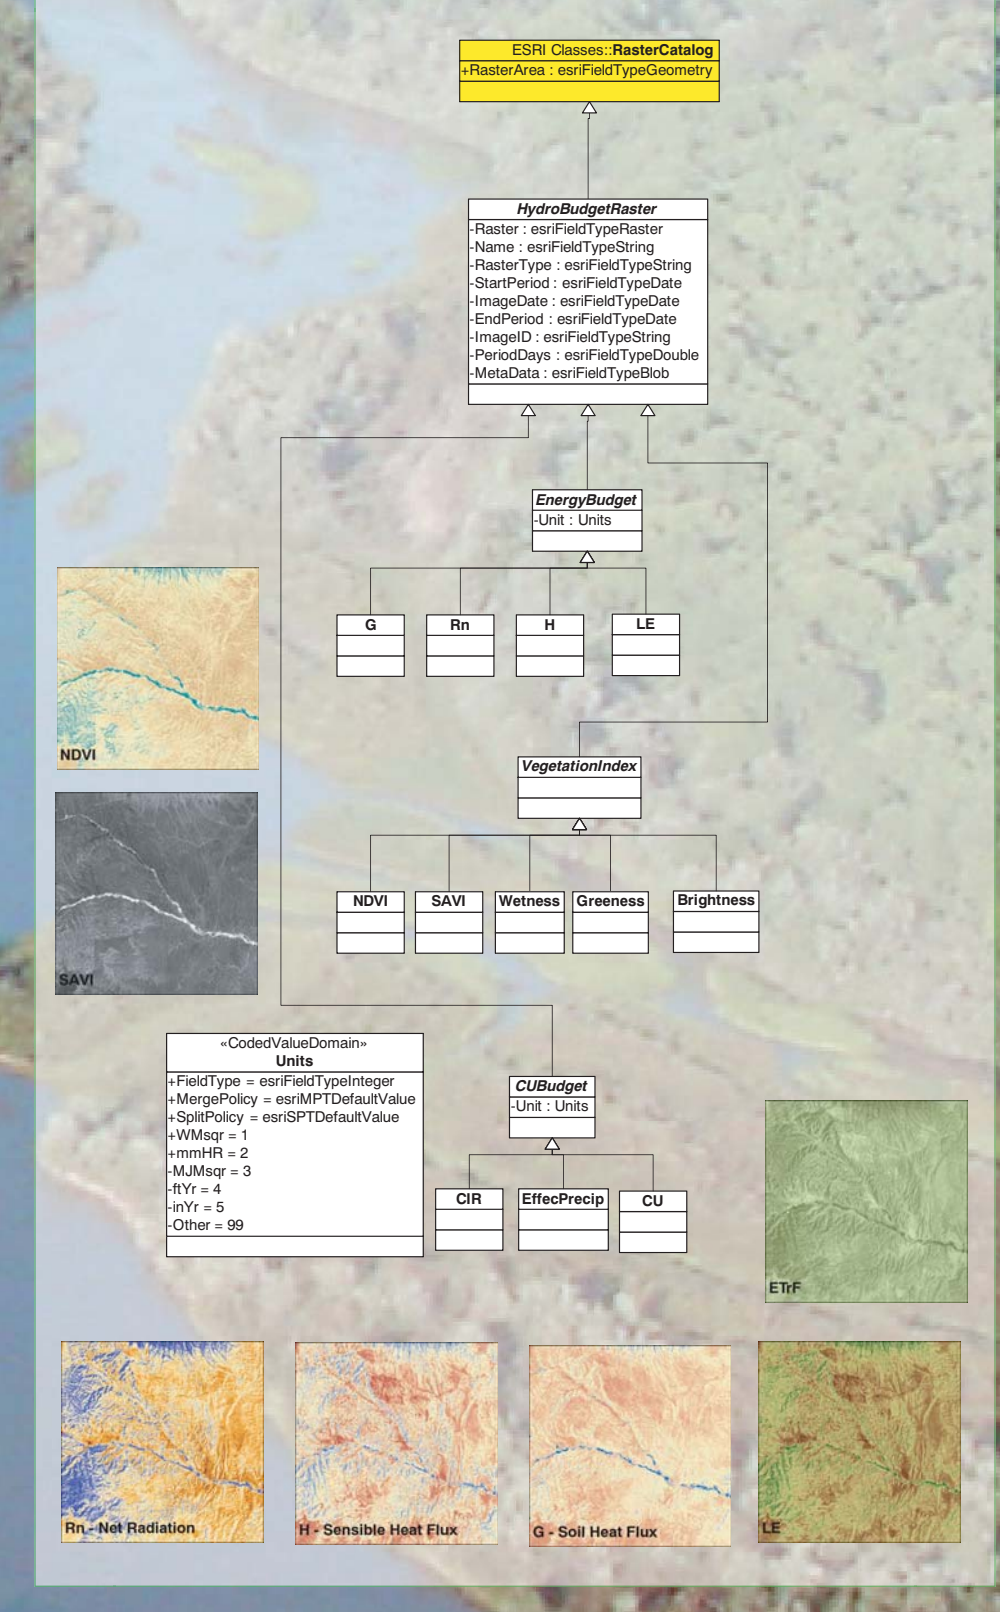 ESRI Classes::RasterCatalog
+RasterArea : esriFieldTypeGeometry
HydroBudgetRaster
-Raster : esriFieldTypeRaster
-Name : esriFieldTypeString
-RasterType : esriFieldTypeString
-StartPeriod : esriFieldTypeDate
-ImageDate : esriFieldTypeDate
-EndPeriod : esriFieldTypeDate
-ImageID : esriFieldTypeString
-PeriodDays : esriFieldTypeDouble
-MetaData : esriFieldTypeBlob
EnergyBudget
-Unit : Units
G
Rn
H
LE
NDVI
VegetationIndex
SAVI
NDVI
SAVI
Wetness
Greeness
Brightness
«CodedValueDomain»
Units
+FieldType = esriFieldTypeInteger
+MergePolicy = esriMPTDefaultValue
+SplitPolicy = esriSPTDefaultValue
+WMsqr = 1
+mmHR = 2
-MJMsqr = 3
-ftYr = 4
-inYr = 5
-Other = 99
CUBudget
-Unit : Units
CIR
EffecPrecip
CU
ETrF
Rn - Net Radiation
H - Sensible Heat Flux
G - Soil Heat Flux
LE